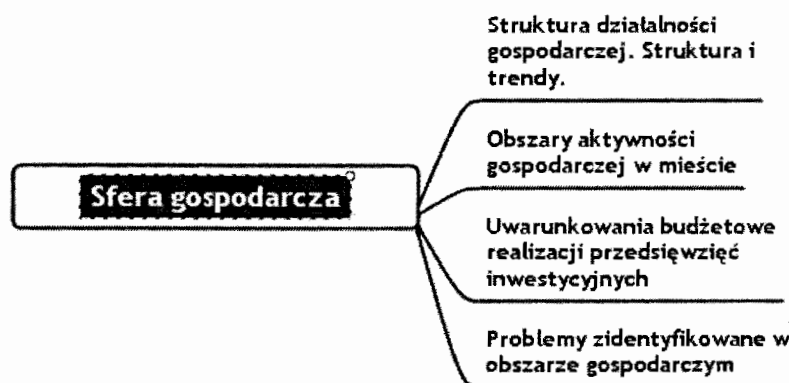 Struktura działalności
gospodarczej. Struktura i
trendy.
Obszary aktywności
gospodarczej w mieście
Sfera gospodarcza
Uwarunkowania budżetowe
realizacji przedsięwzięć
inwestycyjnych
Problemy zidentyfikowane w
obszarze gospodarczym